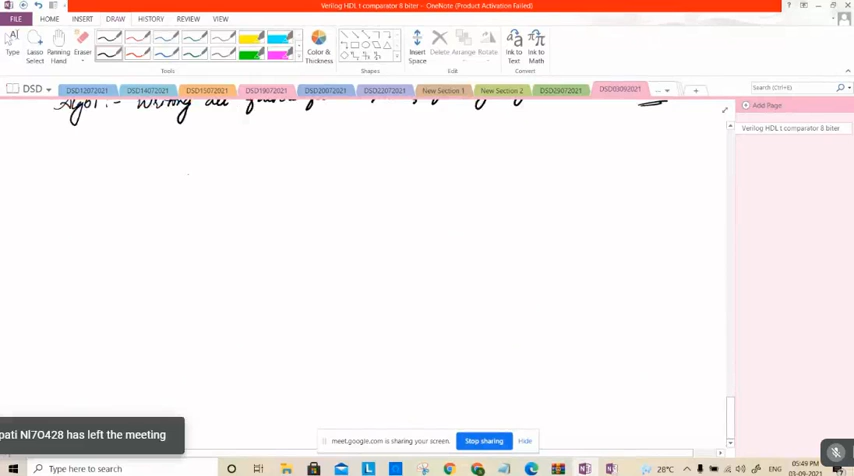 Verilog HDL t comparator 8 biter - OneNote (Product Activation Failed)
FILE HOME INSERT DRAW HISTORY REVIEW VIEW
Type Lasso Select Panning Hand Eraser Color & Thickness Insert Space Delete Arrange Rotate Ink to Text Ink to Math
Tools Shapes Edit Convert
DSD DSD12072021 DSD14072021 DSD15072021 DSD19072021 DSD20072021 DSD22072021 New Section 1 New Section 2 DSD29072021 DSD03092021 ... + Search (Ctrl+E)
Add Page
Verilog HDL t comparator 8 biter
Writing all
pati Ni7O428 has left the meeting
meet.google.com is sharing your screen. Stop sharing Hide
Type here to search
28°C ENG 05:49 PM
03-09-2021